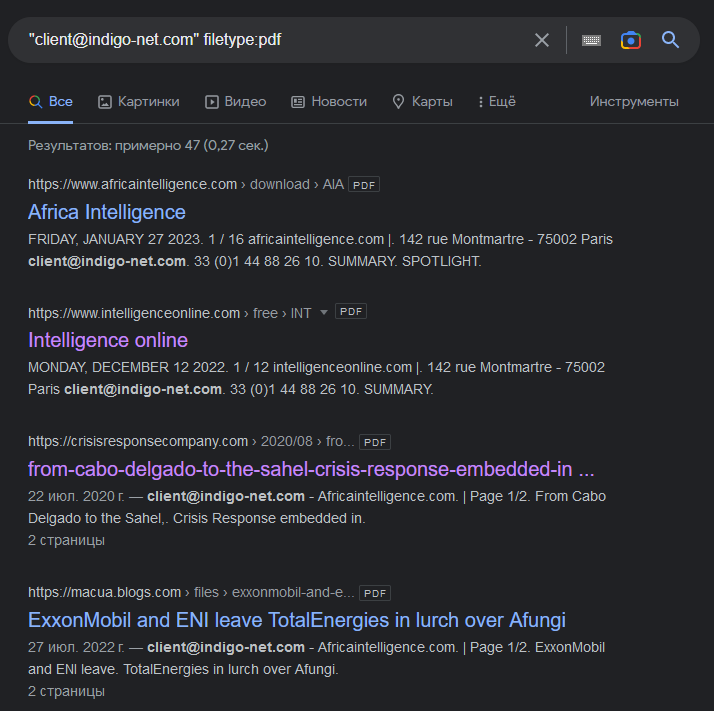 "client@indigo-net.com" filetype:pdf
Все Картинки Видео Новости Карты Ещё Инструменты
Результатов: примерно 47 (0,27 сек.)
https://www.africaintelligence.com › download › AIA PDF
Africa Intelligence
FRIDAY, JANUARY 27 2023. 1 / 16 africaintelligence.com |. 142 rue Montmartre - 75002 Paris
client@indigo-net.com. 33 (0)1 44 88 26 10. SUMMARY. SPOTLIGHT.
https://www.intelligenceonline.com › free › INT PDF
Intelligence online
MONDAY, DECEMBER 12 2022. 1 / 12 intelligenceonline.com |. 142 rue Montmartre - 75002
Paris client@indigo-net.com. 33 (0)1 44 88 26 10. SUMMARY.
https://crisisresponsecompany.com › 2020/08 › fro... PDF
from-cabo-delgado-to-the-sahel-crisis-response-embedded-in ...
22 июл. 2020 г. — client@indigo-net.com - Africaintelligence.com. | Page 1/2. From Cabo
Delgado to the Sahel,. Crisis Response embedded in.
2 страницы
https://macua.blogs.com › files › exxonmobil-and-e... PDF
ExxonMobil and ENI leave TotalEnergies in lurch over Afungi
27 июл. 2022 г. — client@indigo-net.com - Africaintelligence.com. | Page 1/2. ExxonMobil
and ENI leave. TotalEnergies in lurch over Afungi.
2 страницы